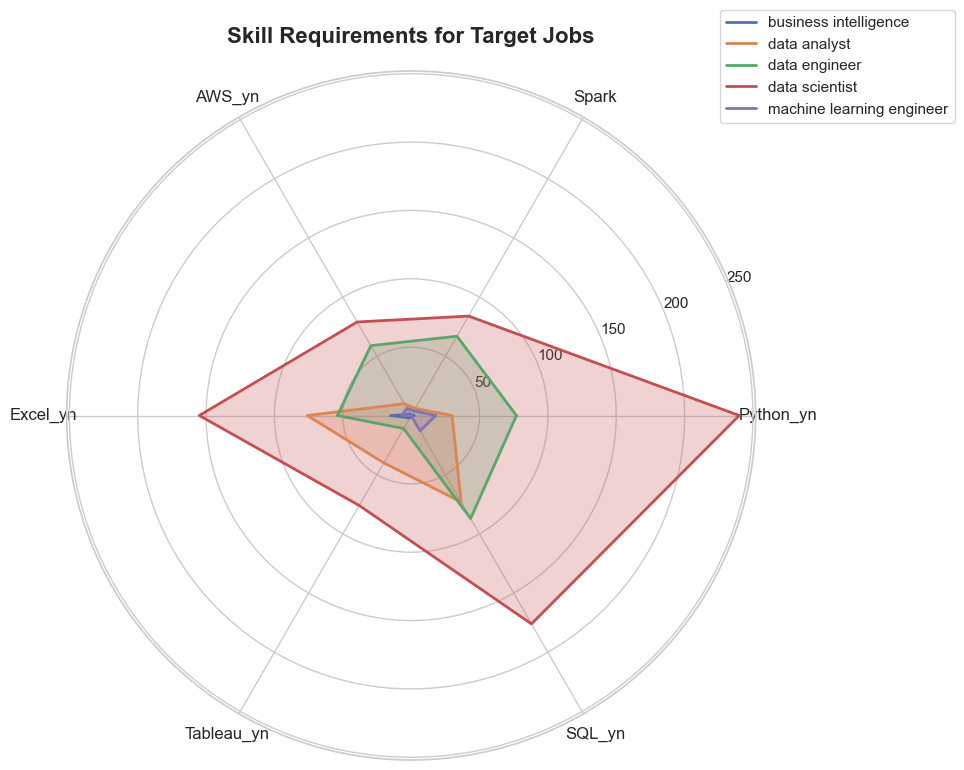 Skill Requirements for Target Jobs
business intelligence
data analyst
data engineer
data scientist
machine learning engineer
AWS_yn
Spark
250
200
150
100
50
Excel_yn
Python_yn
Tableau_yn
SQL_yn